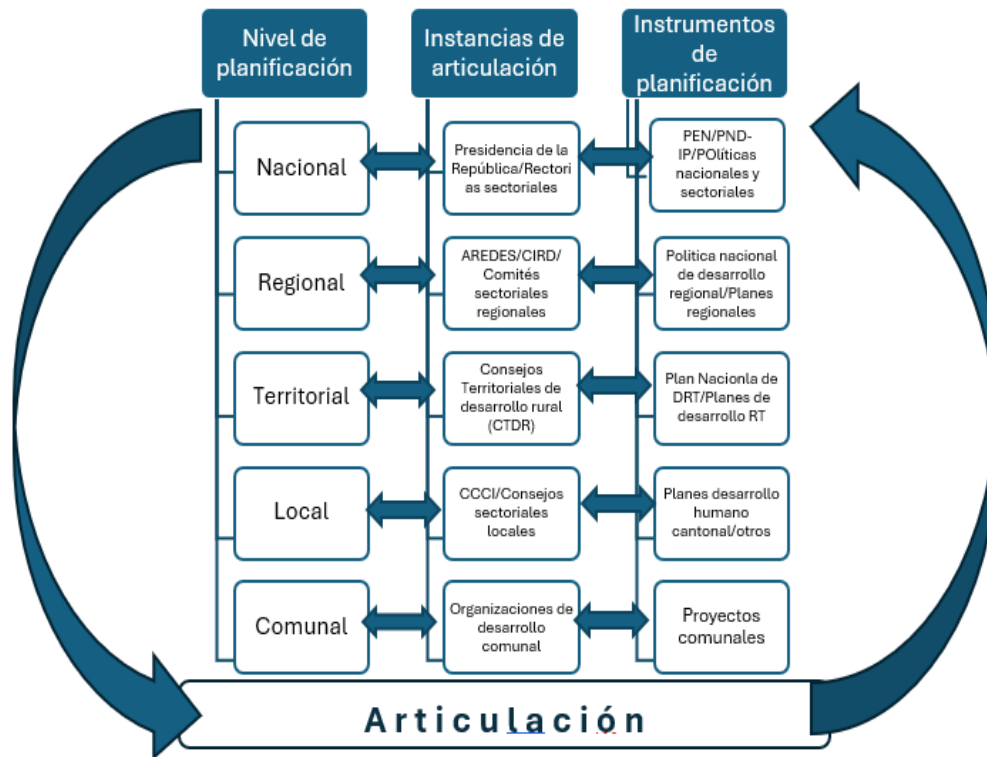 Nivel de
planificación
Instancias de
articulación
Instrumentos
de
planificación
Nacional
Presidencia de la
República/Rectori
as sectoriales
PEN/PND-
IP/POlíticas
nacionales y
sectoriales
Regional
AREDES/CIRD/
Comités
sectoriales
regionales
Politica nacional
de desarrollo
regional/Planes
regionales
Territorial
Consejos
Territoriales de
desarrollo rural
(CTDR)
Plan Nacionla de
DRT/Planes de
desarrollo RT
Local
CCCI/Consejos
sectoriales
locales
Planes desarrollo
humano
cantonal/otros
Comunal
Organizaciones de
desarrollo
comunal
Proyectos
comunales
Articulación